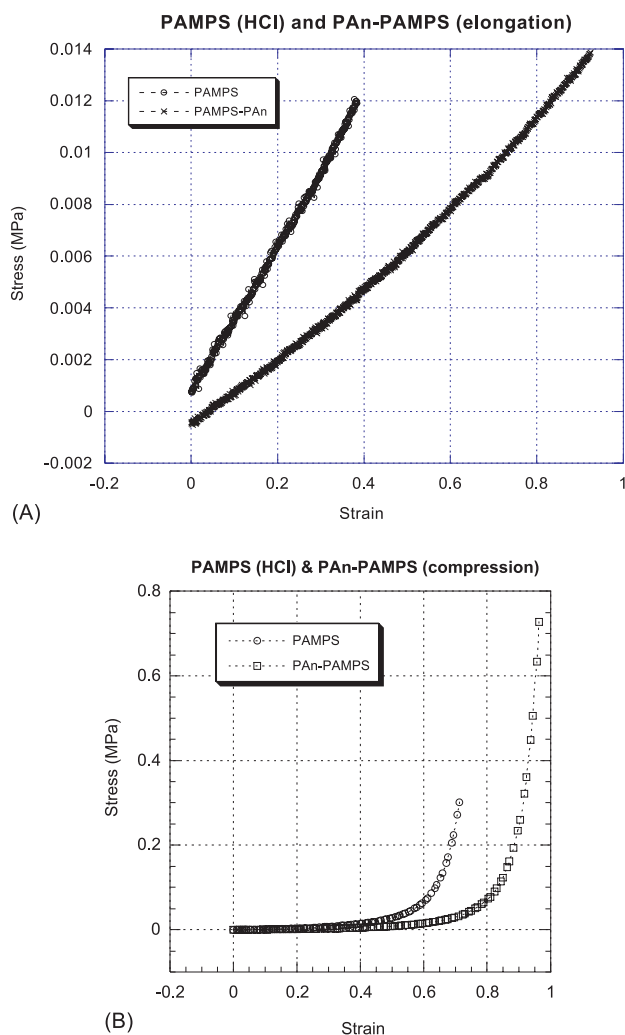 PAMPS (HCl) and PAn-PAMPS (elongation)
0.014
0.012
0.01
0.008
0.006
0.004
0.002
0
-0.002
Stress (MPa)
PAMPS
PAMPS-PAn
-0.2 0 0.2 0.4 0.6 0.8 1
Strain
(A)
PAMPS (HCl) & PAn-PAMPS (compression)
0.8
0.6
0.4
0.2
0
Stress (MPa)
PAMPS
PAn-PAMPS
-0.2 0 0.2 0.4 0.6 0.8 1
Strain
(B)